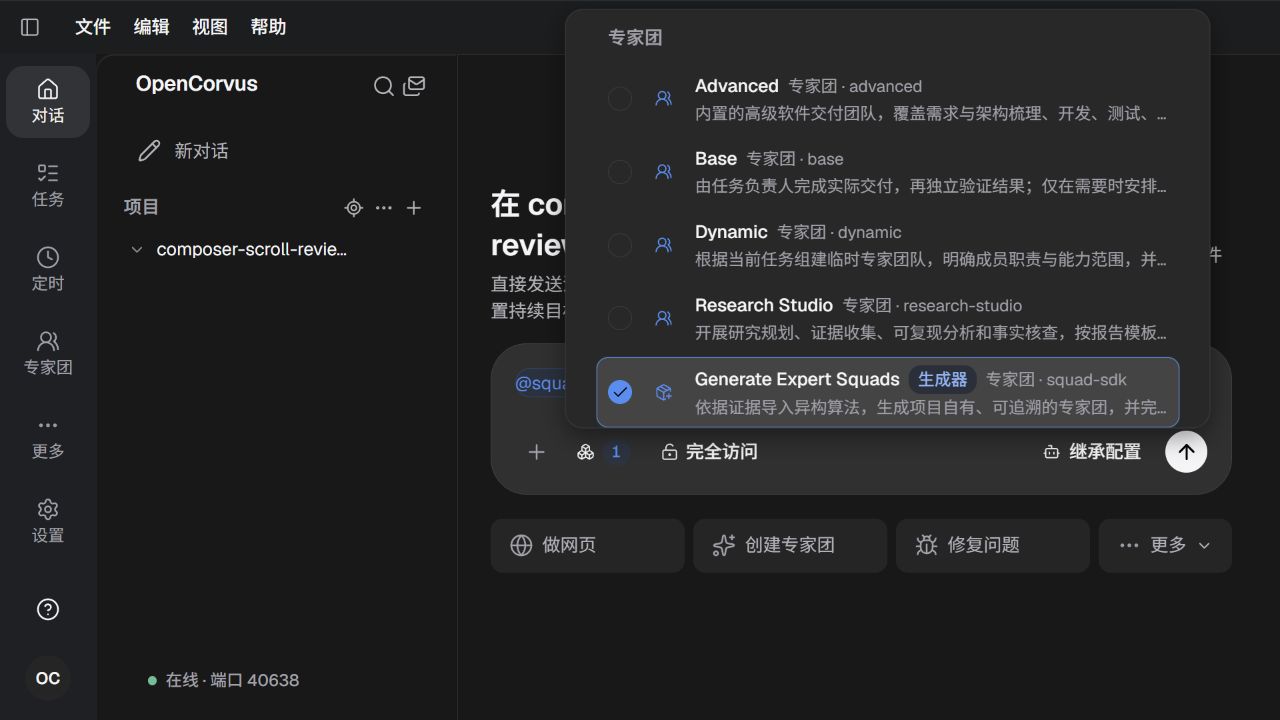 文件 编辑 视图 帮助
对话
任务
定时
专家团
更多
设置
OC
OpenCorvus
新对话
项目
composer-scroll-revie...
在线 · 端口 40638
在
直接发送
件
@squa
专家团
Advanced 专家团 · advanced
内置的高级软件交付团队，覆盖需求与架构梳理、开发、测试、...
Base 专家团 · base
由任务负责人完成实际交付，再独立验证结果；仅在需要时安排...
Dynamic 专家团 · dynamic
根据当前任务组建临时专家团队，明确成员职责与能力范围，并...
Research Studio 专家团 · research-studio
开展研究规划、证据收集、可复现分析和事实核查，按报告模板...
Generate Expert Squads 生成器 专家团 · squad-sdk
依据证据导入异构算法，生成项目自有、可追溯的专家团，并完...
1 完全访问 继承配置
做网页 创建专家团 修复问题 更多